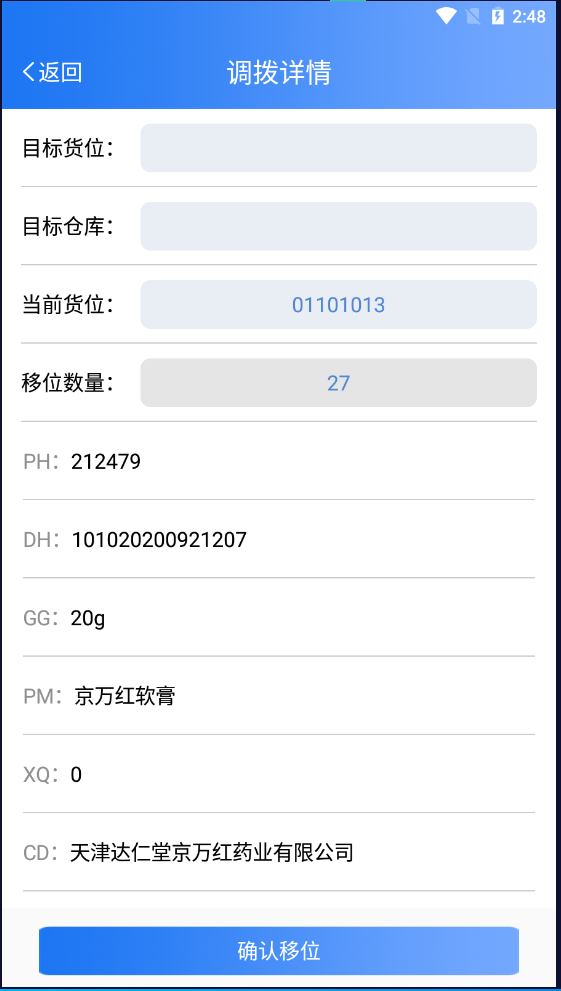 2:48
返回
调拨详情
目标货位：
目标仓库：
当前货位： 01101013
移位数量： 27
PH： 212479
DH： 101020200921207
GG： 20g
PM： 京万红软膏
XQ： 0
CD： 天津达仁堂京万红药业有限公司
确认移位